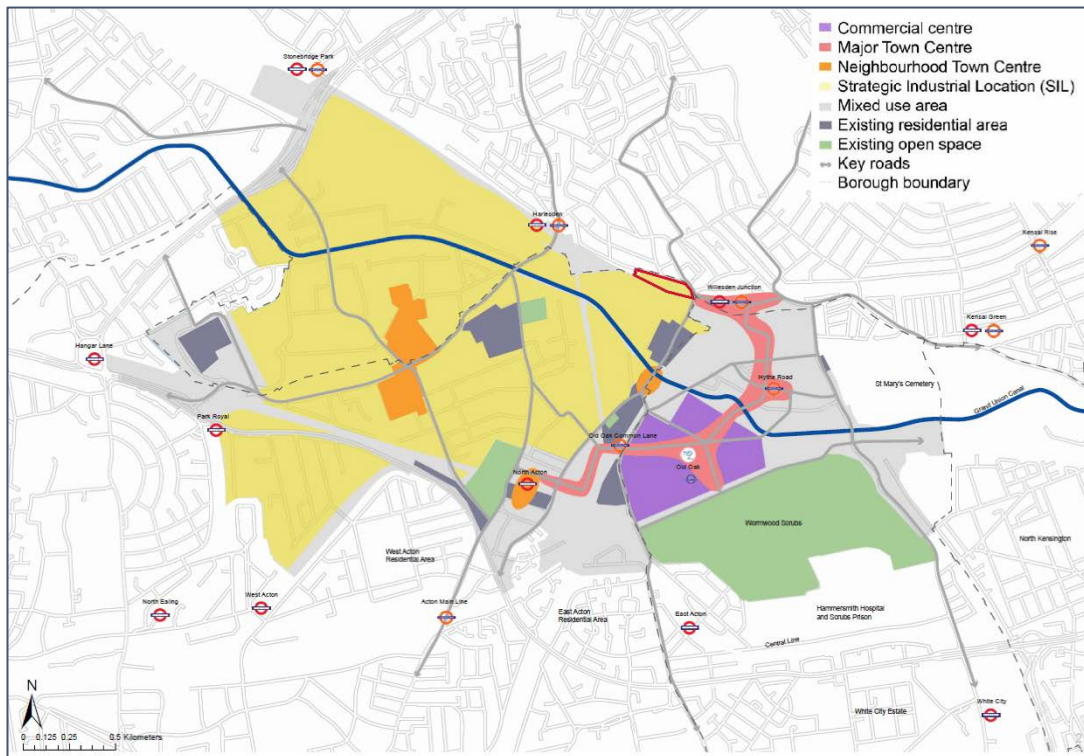 Commercial centre
Major Town Centre
Neighbourhood Town Centre
Strategic Industrial Location (SIL)
Mixed use area
Existing residential area
Existing open space
Key roads
Borough boundary
Stonebridge Park
Harlesden
Kensal Rise
Willesden Junction
Kensal Green
Hangar Lane
St Mary's Cemetery
Hythe Road
Grand Union Canal
Park Royal
Old Oak Common Lane
Old Oak
North Acton
Wormwood Scrubs
North Kensington
West Acton
Residential Area
North Ealing
West Acton
Acton Main Line
East Acton
Residential Area
East Acton
Hammersmith Hospital
and Scrubs Prison
Central Line
White City Estate
White City
N
0 0.125 0.25 0.5 Kilometers